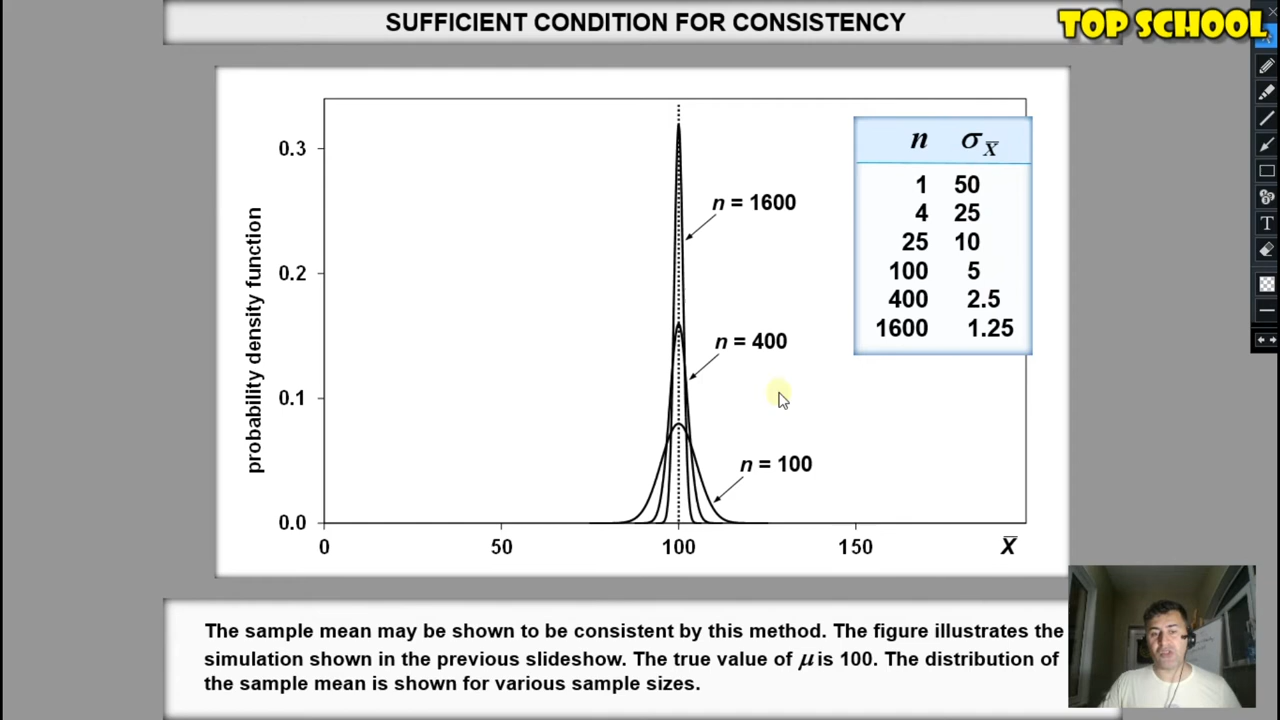 SUFFICIENT CONDITION FOR CONSISTENCY
TOP SCHOOL
probability density function
0.3
0.2
0.1
0.0
0
50
100
150
X̅
n = 1600
n = 400
n = 100
n σX̅
1 50
4 25
25 10
100 5
400 2.5
1600 1.25
T
The sample mean may be shown to be consistent by this method. The figure illustrates the
simulation shown in the previous slideshow. The true value of μ is 100. The distribution of
the sample mean is shown for various sample sizes.